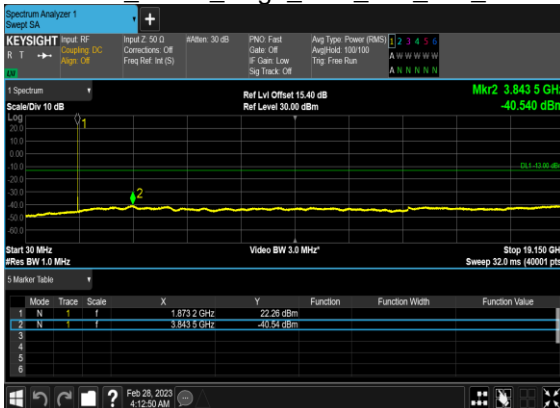 Spectrum Analyzer 1
Swept SA
+
KEYSIGHT Input: RF Input Z: 50 Ω #Atten: 30 dB PNO: Fast Avg Type: Power (RMS) 1 2 3 4 5 6
R T Coupling: DC Corrections: Off Gate: Off Avg|Hold: 100/100 A W W W W W
Align: Off Freq Ref: Int (S) IF Gain: Low Trig: Free Run
LW Sig Track: Off A N N N N N
1 Spectrum Ref Lvl Offset 15.40 dB Mkr2 3.843 5 GHz
Scale/Div 10 dB Ref Level 30.00 dBm -40.540 dBm
Log
20.0
10.0
0.00
-10.0
-20.0
-30.0
-40.0
-50.0
-60.0
1
DL1 -13.00 dBm
2
Start 30 MHz Video BW 3.0 MHz* Stop 19.150 GHz
#Res BW 1.0 MHz Sweep 32.0 ms (40001 pts)
5 Marker Table
Mode Trace Scale X Y Function Function Width Function Value
1 N 1 f 1.873 2 GHz 22.26 dBm
2 N 1 f 3.843 5 GHz -40.54 dBm
3
4
5
6
? Feb 28, 2023
4:12:50 AM